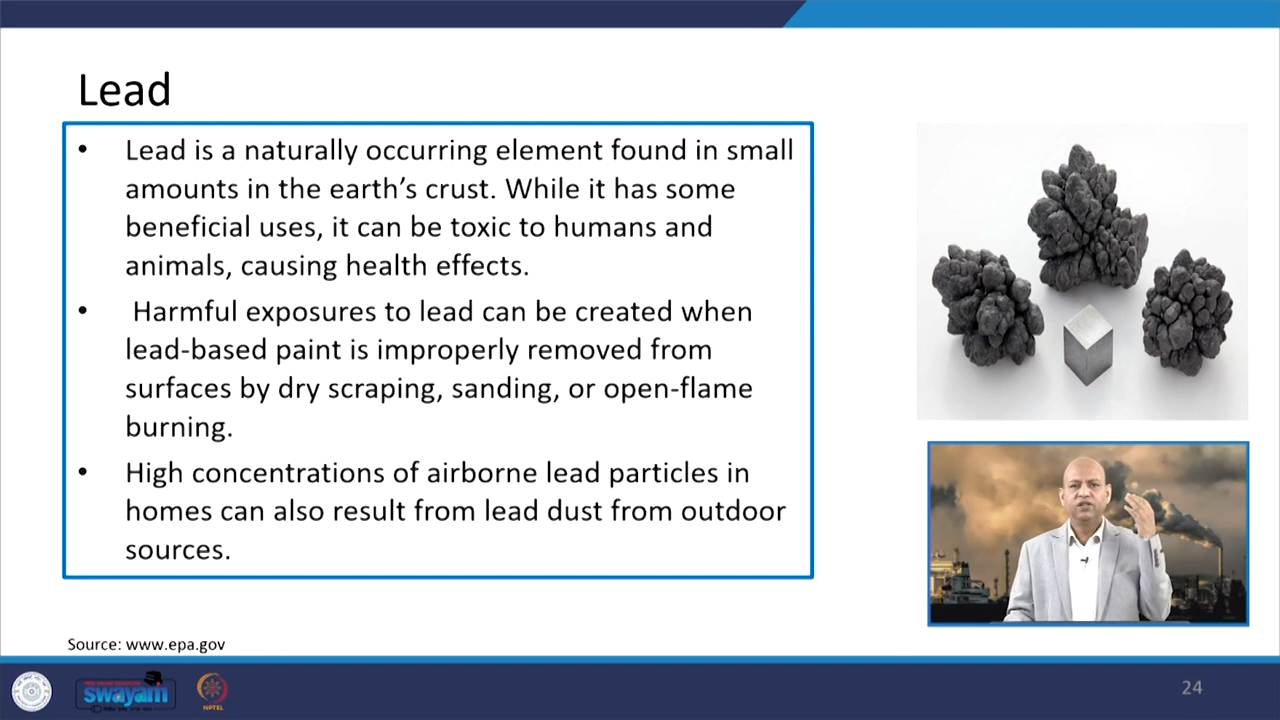 Lead
• Lead is a naturally occurring element found in small
amounts in the earth’s crust. While it has some
beneficial uses, it can be toxic to humans and
animals, causing health effects.
• Harmful exposures to lead can be created when
lead-based paint is improperly removed from
surfaces by dry scraping, sanding, or open-flame
burning.
• High concentrations of airborne lead particles in
homes can also result from lead dust from outdoor
sources.
Source: www.epa.gov
swayam
NPTEL
24